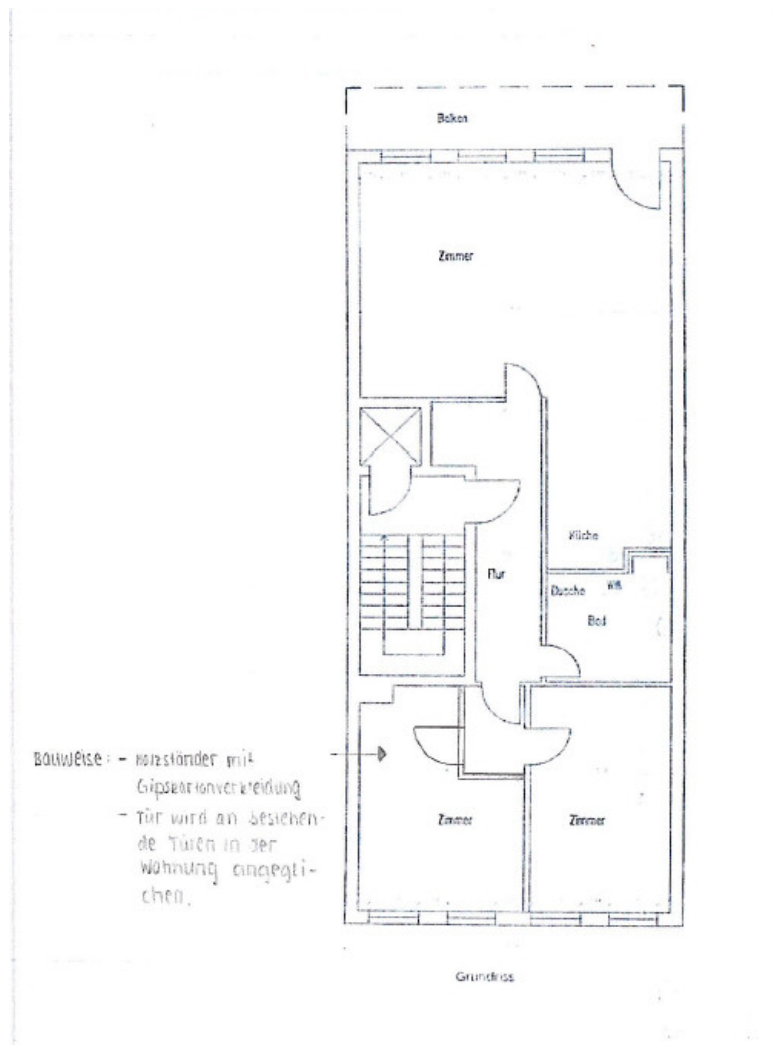 Balkon
Zimmer
Küche
Flur
Dusche
WB
Bad
Bauweise: - Holzständer mit
Gipskartonverkleidung
- Tür wird an bestehen-
de Türen in der
Wohnung angegli-
chen.
Zimmer
Zimmer
Grundriss